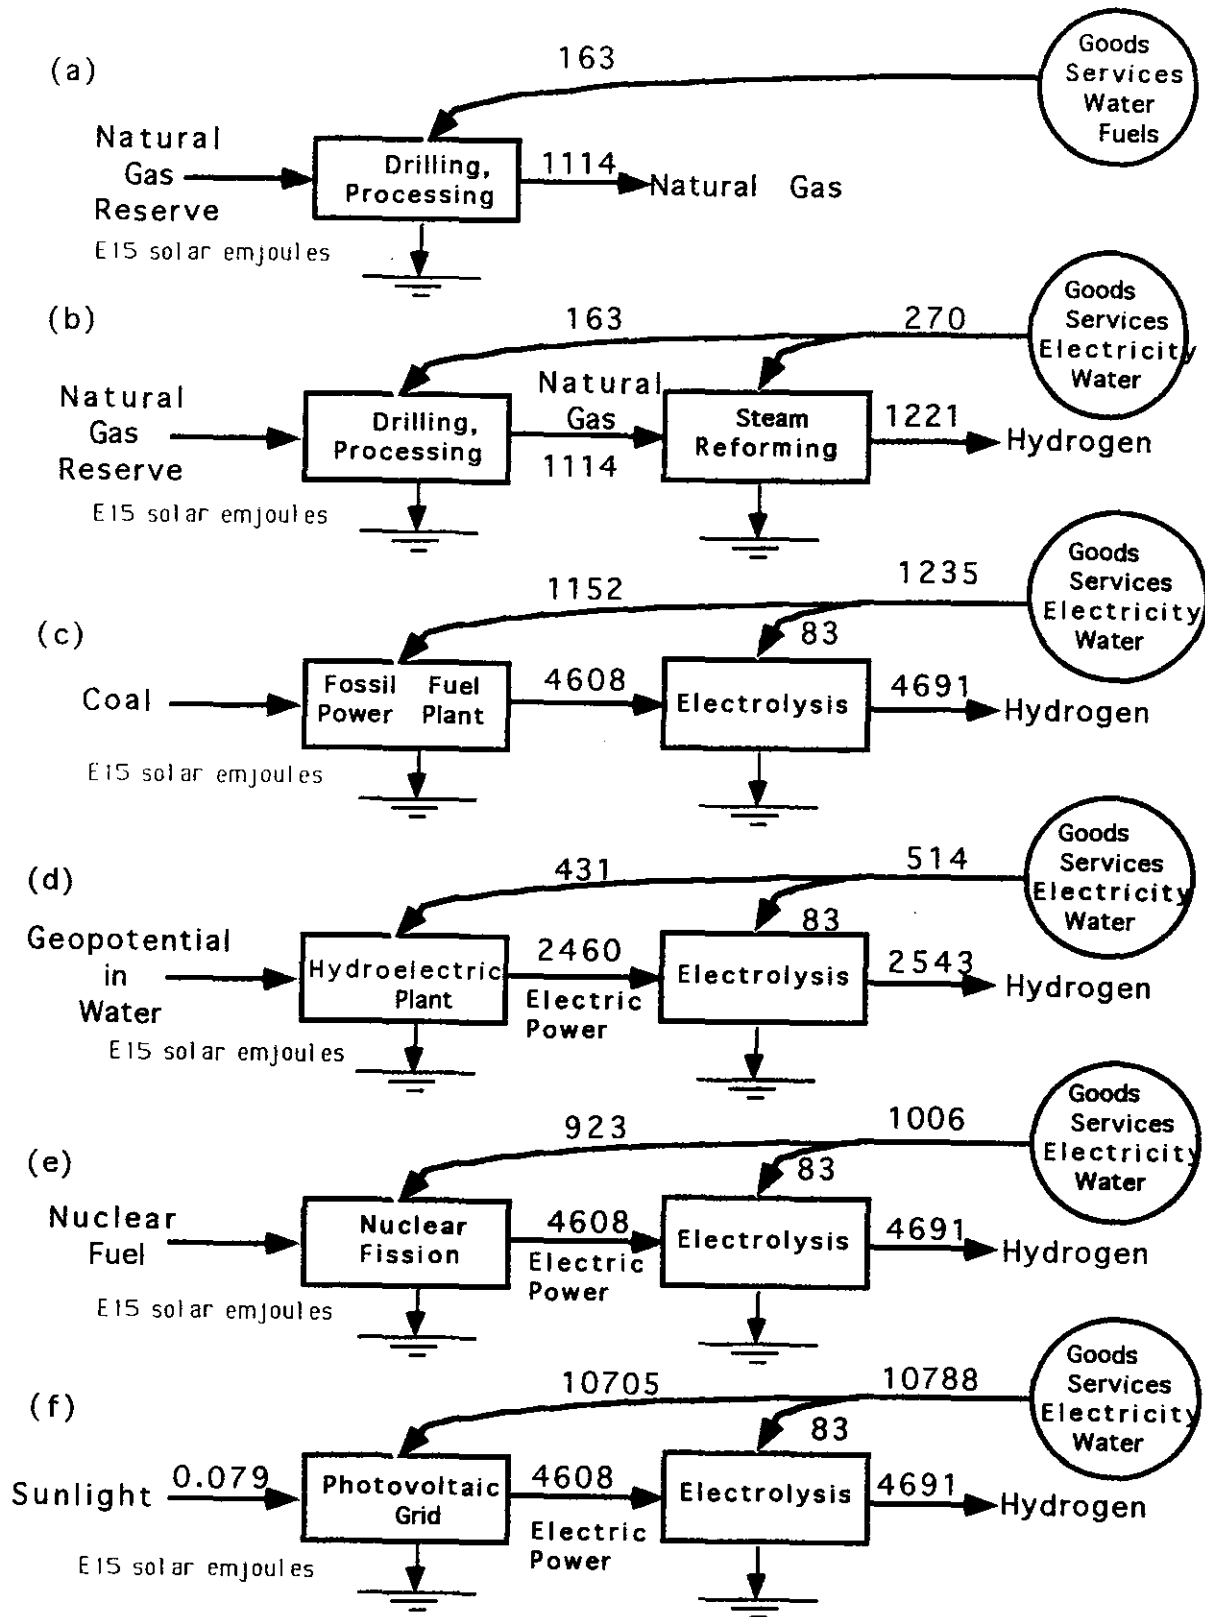 (a)
163
Goods
Services
Water
Fuels
Natural
Gas
Reserve
Drilling,
Processing
1114
Natural Gas
E15 solar emjoules
(b)
163
270
Goods
Services
Electricity
Water
Natural
Gas
Reserve
Drilling,
Processing
Natural
Gas
1114
Steam
Reforming
1221
Hydrogen
E15 solar emjoules
(c)
1152
1235
83
Goods
Services
Electricity
Water
Coal
Fossil Fuel
Power Plant
4608
Electrolysis
4691
Hydrogen
E15 solar emjoules
(d)
431
514
83
Goods
Services
Electricity
Water
Geopotential
in
Water
Hydroelectric
Plant
2460
Electric
Power
Electrolysis
2543
Hydrogen
E15 solar emjoules
(e)
923
1006
83
Goods
Services
Electricity
Water
Nuclear
Fuel
Nuclear
Fission
4608
Electric
Power
Electrolysis
4691
Hydrogen
E15 solar emjoules
(f)
10705
10788
83
Goods
Services
Electricity
Water
Sunlight
0.079
Photovoltaic
Grid
4608
Electric
Power
Electrolysis
4691
Hydrogen
E15 solar emjoules